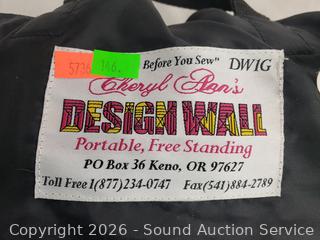 5736 146.
Before You Sew" DW1G
Cheryl Ann's
DESIGN WALL
Portable, Free Standing
PO Box 36 Keno, OR 97627
Toll Free 1(877)234-0747 Fax(541)884-2789
Copyright 2026 - Sound Auction Service